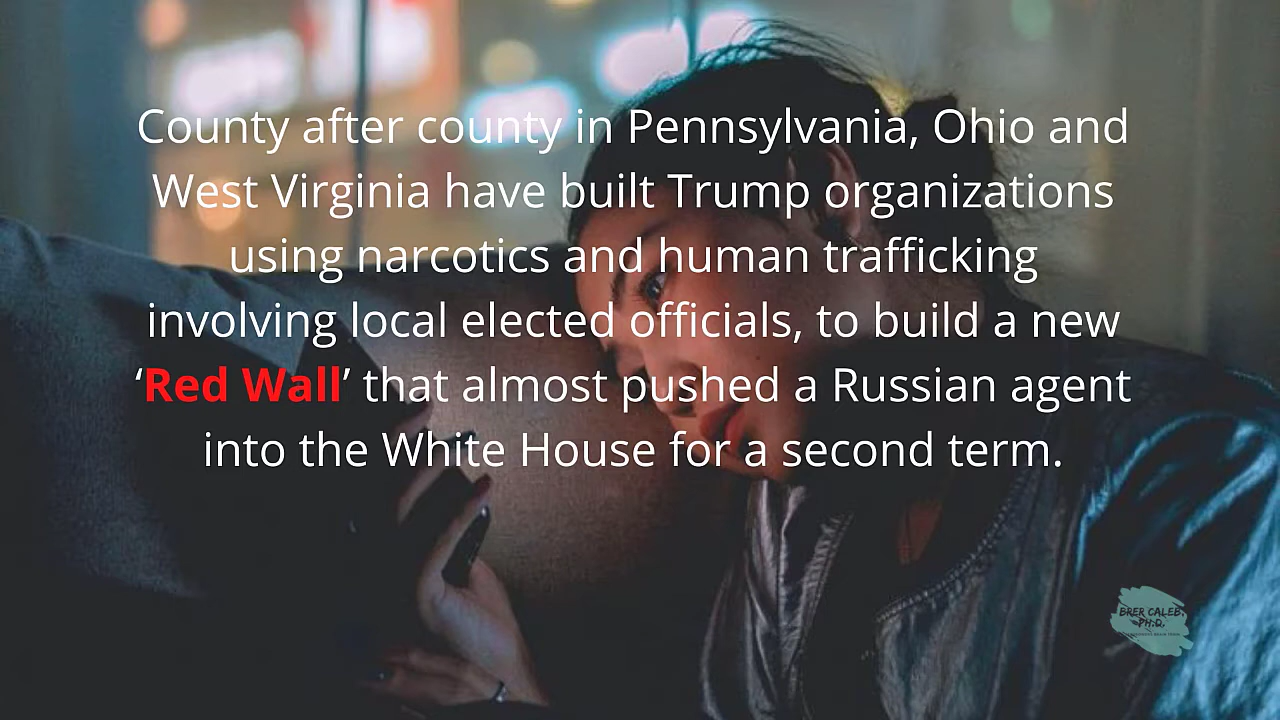 County after county in Pennsylvania, Ohio and
West Virginia have built Trump organizations
using narcotics and human trafficking
involving local elected officials, to build a new
‘Red Wall’ that almost pushed a Russian agent
into the White House for a second term.
BRER CALEB,
PH.D.